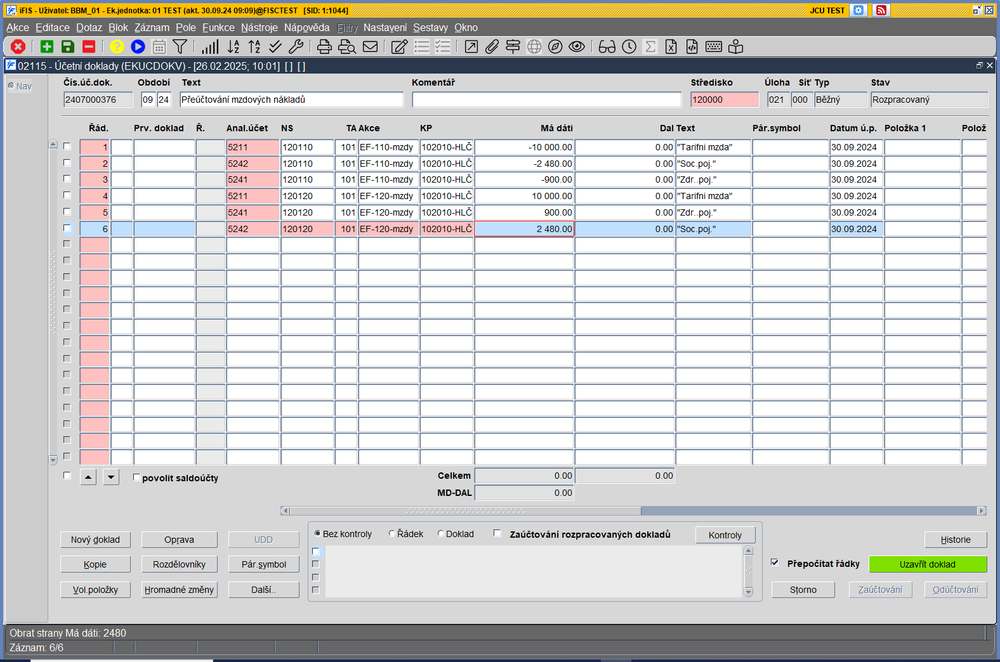 iFIS - Uživatel: BBM_01 - Ek.jednotka: 01 TEST (akt. 30.09.24 09:09)@FISCTEST [SID: 1:1044] JCU TEST
Akce Editace Dotaz Blok Záznam Pole Funkce Nástroje Nápověda Filtry Nastavení Sestavy Okno
02115 - Účetní doklady (EKUCDOKV) - [26.02.2025; 10:01] [ ] [ ]
Nav
Čís.úč.dok. Období Text Komentář Středisko Úloha Síť Typ Stav
2407000376 09 24 Přeúčtování mzdových nákladů 120000 021 000 Běžný Rozpracovaný
Řád. Prv. doklad Ř. Anal.účet NS TA Akce KP Má dáti Dal Text Pár.symbol Datum ú.p. Položka 1 Polož
1 5211 120110 101 EF-110-mzdy 102010-HLČ -10 000.00 0.00 "Tarifni mzda" 30.09.2024
2 5242 120110 101 EF-110-mzdy 102010-HLČ -2 480.00 0.00 "Soc.poj." 30.09.2024
3 5241 120110 101 EF-110-mzdy 102010-HLČ -900.00 0.00 "Zdr..poj." 30.09.2024
4 5211 120120 101 EF-120-mzdy 102010-HLČ 10 000.00 0.00 "Tarifni mzda" 30.09.2024
5 5241 120120 101 EF-120-mzdy 102010-HLČ 900.00 0.00 "Zdr..poj." 30.09.2024
6 5242 120120 101 EF-120-mzdy 102010-HLČ 2 480.00 0.00 "Soc.poj." 30.09.2024
povolit saldoúčty Celkem 0.00 0.00
MD-DAL 0.00
Nový doklad Oprava UDD Bez kontroly Řádek Doklad Zaúčtování rozpracovaných dokladů Kontroly Historie
Kopie Rozdělovníky Pár.symbol Přepočítat řádky Uzavřít doklad
Vol.položky Hromadné změny Další.. Storno Zaúčtování Odúčtování
Obrat strany Má dáti: 2480
Záznam: 6/6